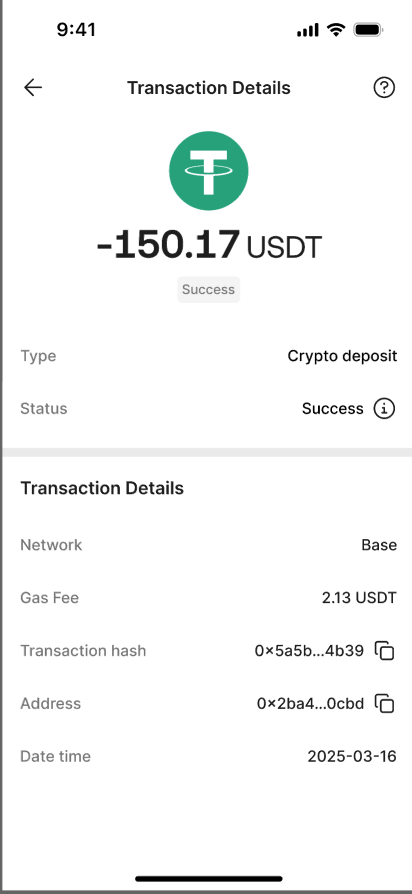 9:41
Transaction Details
-150.17 USDT
Success
Type Crypto deposit
Status Success
Transaction Details
Network Base
Gas Fee 2.13 USDT
Transaction hash 0×5a5b...4b39
Address 0×2ba4...0cbd
Date time 2025-03-16